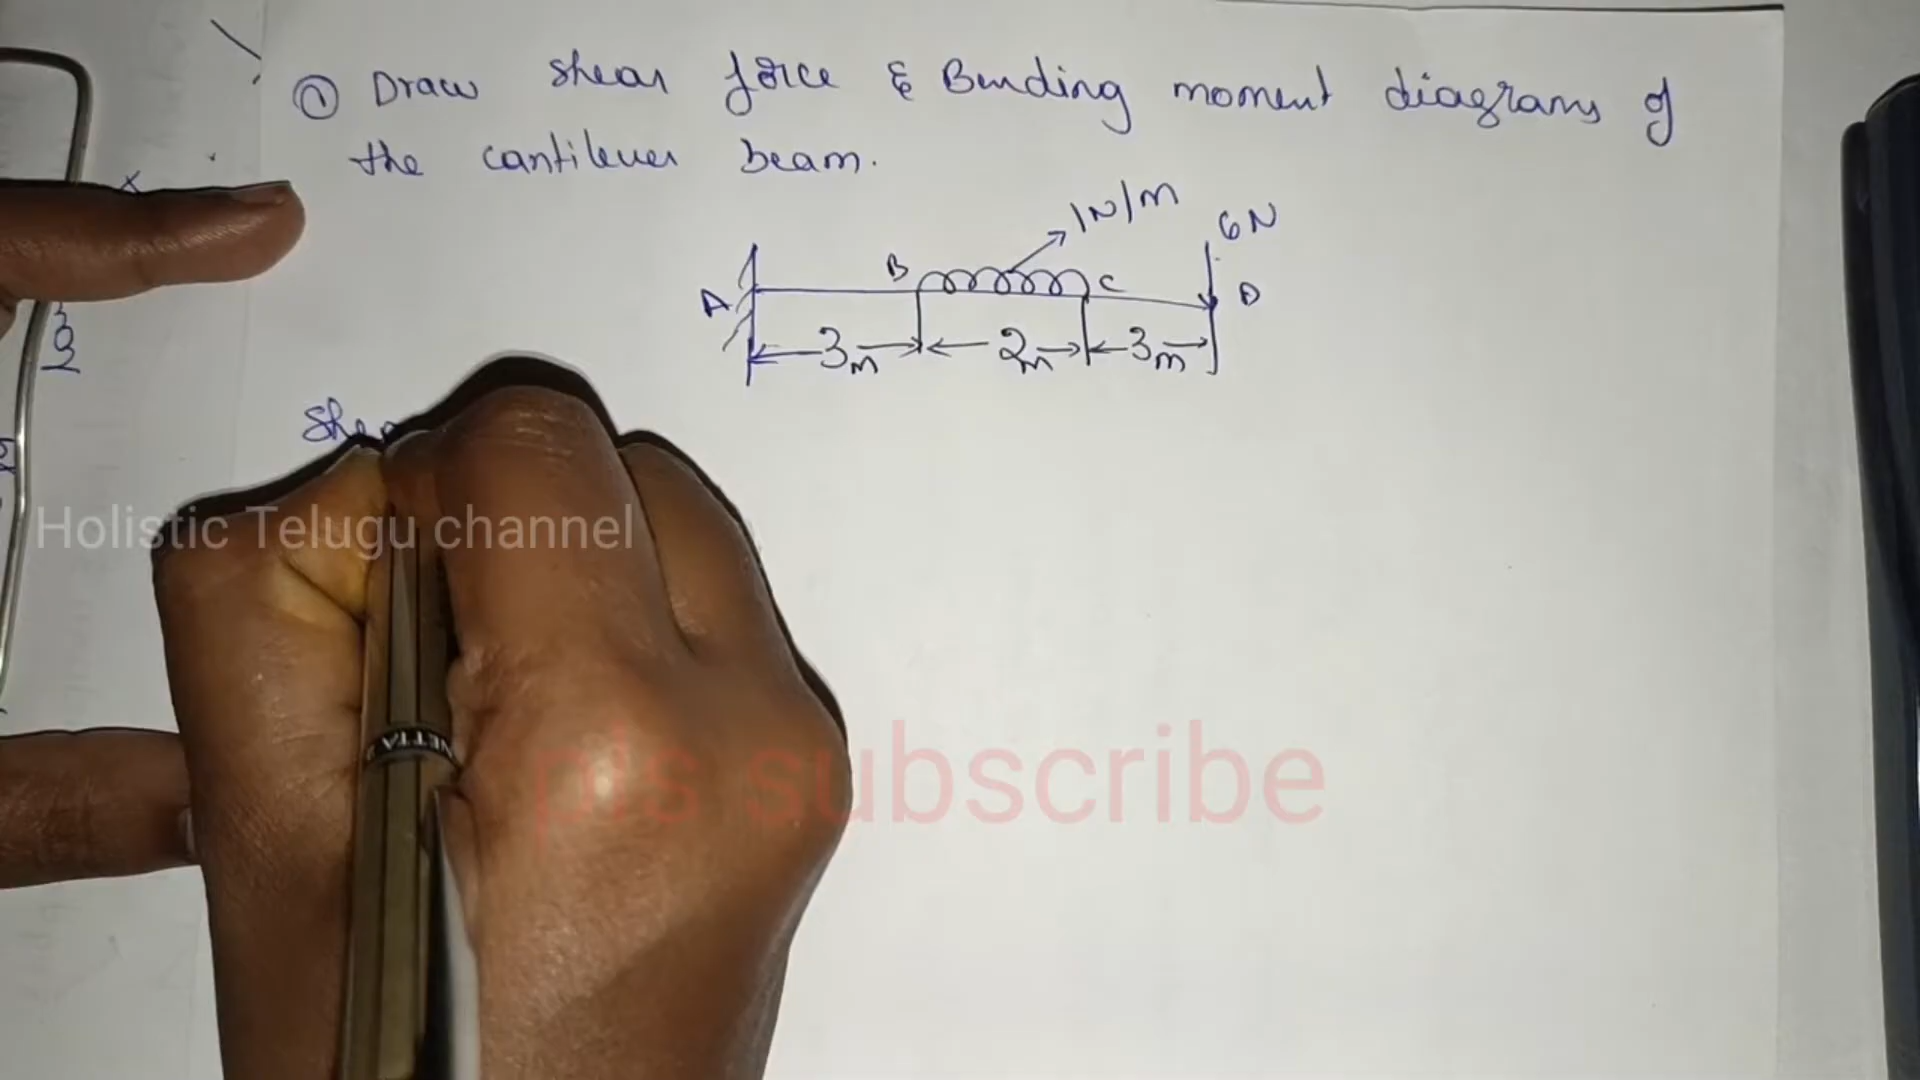 ① Draw shear force & Bending moment diagrams of
the cantilever beam.
1N/m
6N
A
B
C
D
3m
2m
3m
Shea
Holistic Telugu channel
pls subscribe